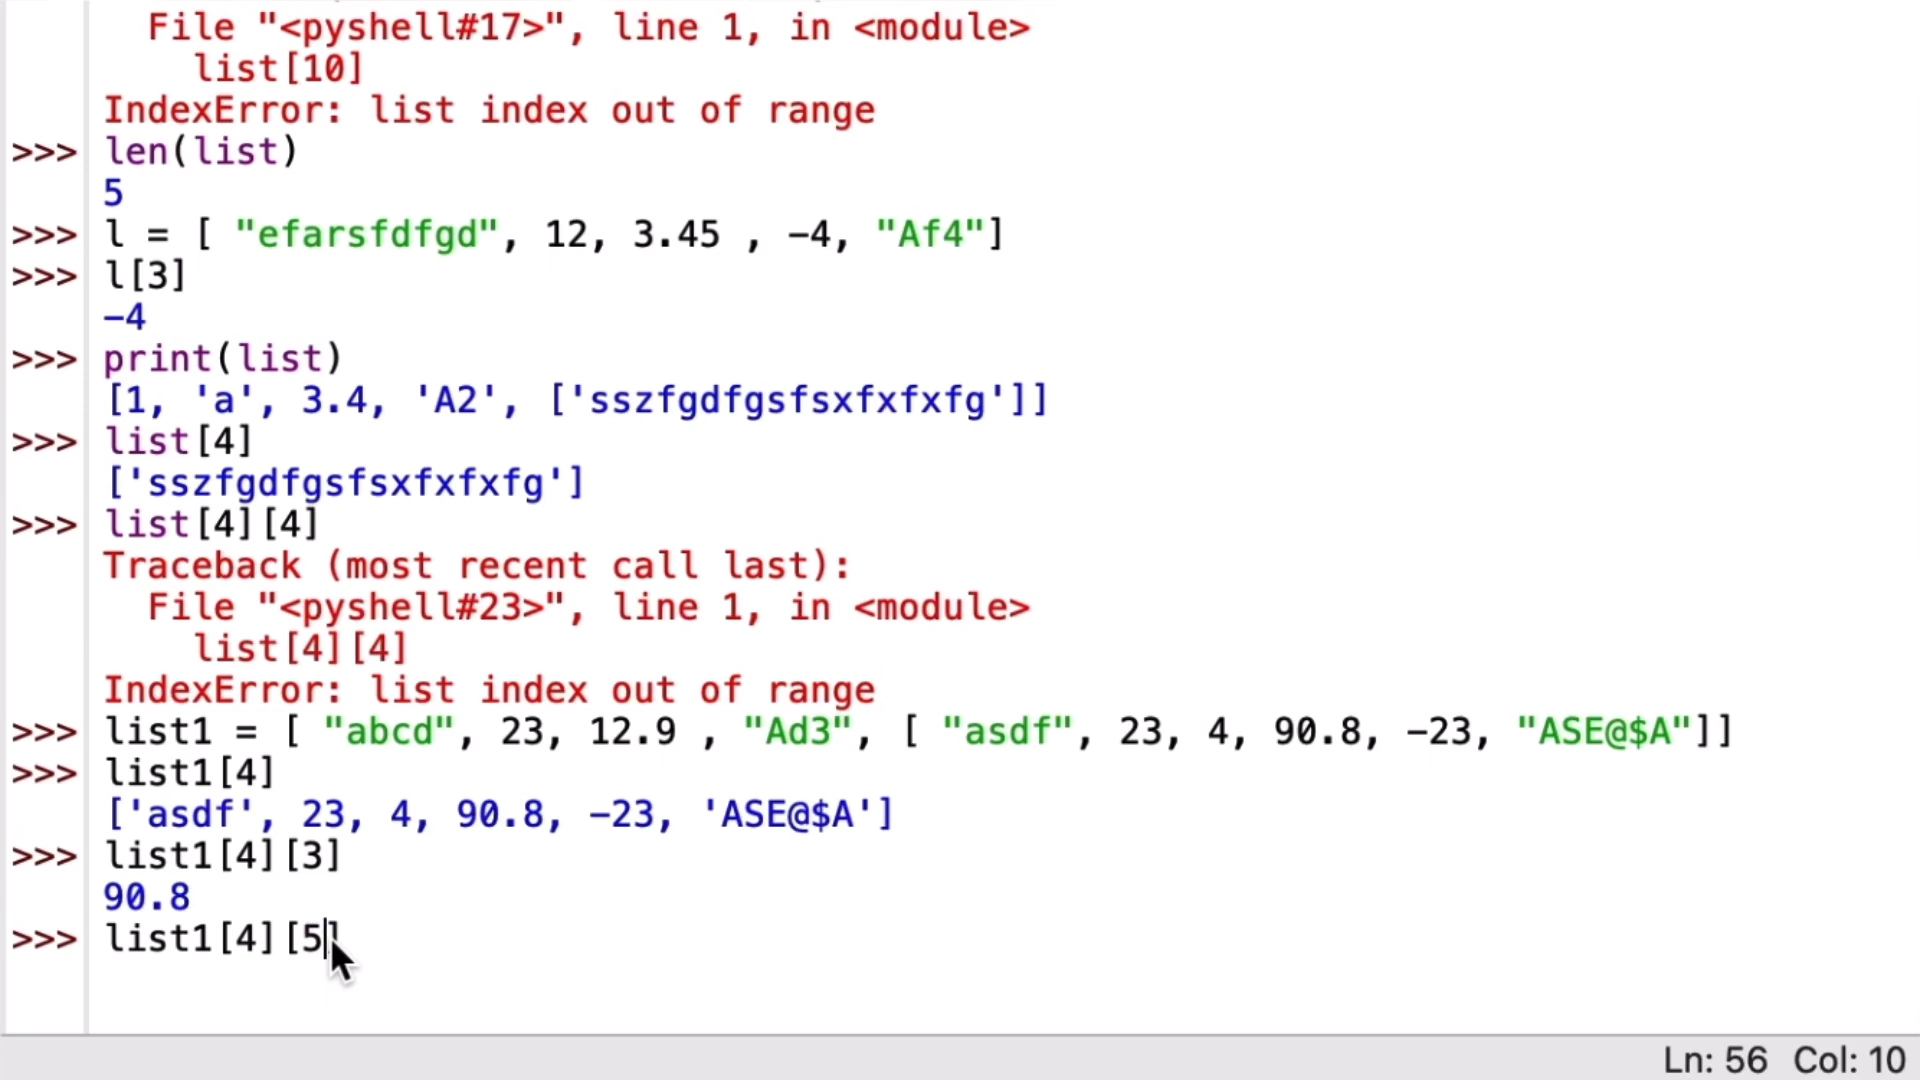 File "<pyshell#17>", line 1, in <module>
list[10]
IndexError: list index out of range
>>> len(list)
5
>>> l = [ "efarsfdfgd", 12, 3.45 , -4, "Af4"]
>>> l[3]
-4
>>> print(list)
[1, 'a', 3.4, 'A2', ['sszfgdfgsfsxfxfxfg']]
>>> list[4]
['sszfgdfgsfsxfxfxfg']
>>> list[4][4]
Traceback (most recent call last):
File "<pyshell#23>", line 1, in <module>
list[4][4]
IndexError: list index out of range
>>> list1 = [ "abcd", 23, 12.9 , "Ad3", [ "asdf", 23, 4, 90.8, -23, "ASE@$A"]]
>>> list1[4]
['asdf', 23, 4, 90.8, -23, 'ASE@$A']
>>> list1[4][3]
90.8
>>> list1[4][5]
Ln: 56 Col: 10